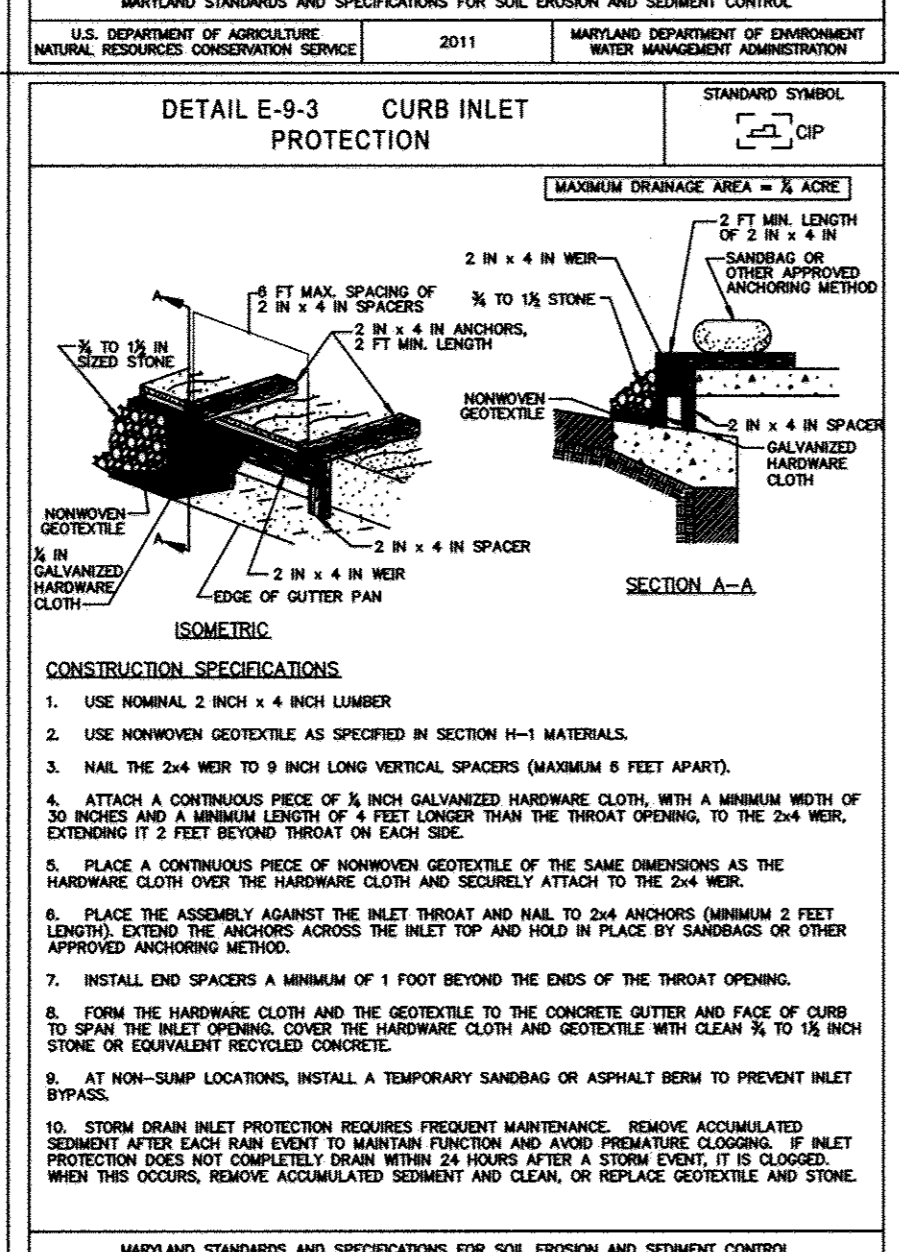 MARYLAND STANDARDS AND SPECIFICATIONS FOR SOIL EROSION AND SEDIMENT CONTROL
U.S. DEPARTMENT OF AGRICULTURE
NATURAL RESOURCES CONSERVATION SERVICE
2011
MARYLAND DEPARTMENT OF ENVIRONMENT
WATER MANAGEMENT ADMINISTRATION
DETAIL E-9-3 CURB INLET
PROTECTION
STANDARD SYMBOL
CIP
MAXIMUM DRAINAGE AREA = ¼ ACRE
2 FT MIN. LENGTH
OF 2 IN x 4 IN
2 IN x 4 IN WEIR
SANDBAG OR
OTHER APPROVED
ANCHORING METHOD
¾ TO 1½ STONE
NONWOVEN
GEOTEXTILE
2 IN x 4 IN SPACER
GALVANIZED
HARDWARE
CLOTH
SECTION A-A
A
6 FT MAX. SPACING OF
2 IN x 4 IN SPACERS
2 IN x 4 IN ANCHORS,
2 FT MIN. LENGTH
¾ TO 1½ IN
SIZED STONE
NONWOVEN
GEOTEXTILE
A
¼ IN
GALVANIZED
HARDWARE
CLOTH
2 IN x 4 IN SPACER
2 IN x 4 IN WEIR
EDGE OF GUTTER PAN
ISOMETRIC
CONSTRUCTION SPECIFICATIONS
1. USE NOMINAL 2 INCH x 4 INCH LUMBER
2. USE NONWOVEN GEOTEXTILE AS SPECIFIED IN SECTION H-1 MATERIALS.
3. NAIL THE 2x4 WEIR TO 9 INCH LONG VERTICAL SPACERS (MAXIMUM 6 FEET APART).
4. ATTACH A CONTINUOUS PIECE OF ¼ INCH GALVANIZED HARDWARE CLOTH, WITH A MINIMUM WIDTH OF
30 INCHES AND A MINIMUM LENGTH OF 4 FEET LONGER THAN THE THROAT OPENING, TO THE 2x4 WEIR,
EXTENDING IT 2 FEET BEYOND THROAT ON EACH SIDE.
5. PLACE A CONTINUOUS PIECE OF NONWOVEN GEOTEXTILE OF THE SAME DIMENSIONS AS THE
HARDWARE CLOTH OVER THE HARDWARE CLOTH AND SECURELY ATTACH TO THE 2x4 WEIR.
6. PLACE THE ASSEMBLY AGAINST THE INLET THROAT AND NAIL TO 2x4 ANCHORS (MINIMUM 2 FEET
LENGTH). EXTEND THE ANCHORS ACROSS THE INLET TOP AND HOLD IN PLACE BY SANDBAGS OR OTHER
APPROVED ANCHORING METHOD.
7. INSTALL END SPACERS A MINIMUM OF 1 FOOT BEYOND THE ENDS OF THE THROAT OPENING.
8. FORM THE HARDWARE CLOTH AND THE GEOTEXTILE TO THE CONCRETE GUTTER AND FACE OF CURB
TO SPAN THE INLET OPENING. COVER THE HARDWARE CLOTH AND GEOTEXTILE WITH CLEAN ¾ TO 1½ INCH
STONE OR EQUIVALENT RECYCLED CONCRETE.
9. AT NON-SUMP LOCATIONS, INSTALL A TEMPORARY SANDBAG OR ASPHALT BERM TO PREVENT INLET
BYPASS.
10. STORM DRAIN INLET PROTECTION REQUIRES FREQUENT MAINTENANCE. REMOVE ACCUMULATED
SEDIMENT AFTER EACH RAIN EVENT TO MAINTAIN FUNCTION AND AVOID PREMATURE CLOGGING. IF INLET
PROTECTION DOES NOT COMPLETELY DRAIN WITHIN 24 HOURS AFTER A STORM EVENT, IT IS CLOGGED.
WHEN THIS OCCURS, REMOVE ACCUMULATED SEDIMENT AND CLEAN, OR REPLACE GEOTEXTILE AND STONE.
MARYLAND STANDARDS AND SPECIFICATIONS FOR SOIL EROSION AND SEDIMENT CONTROL